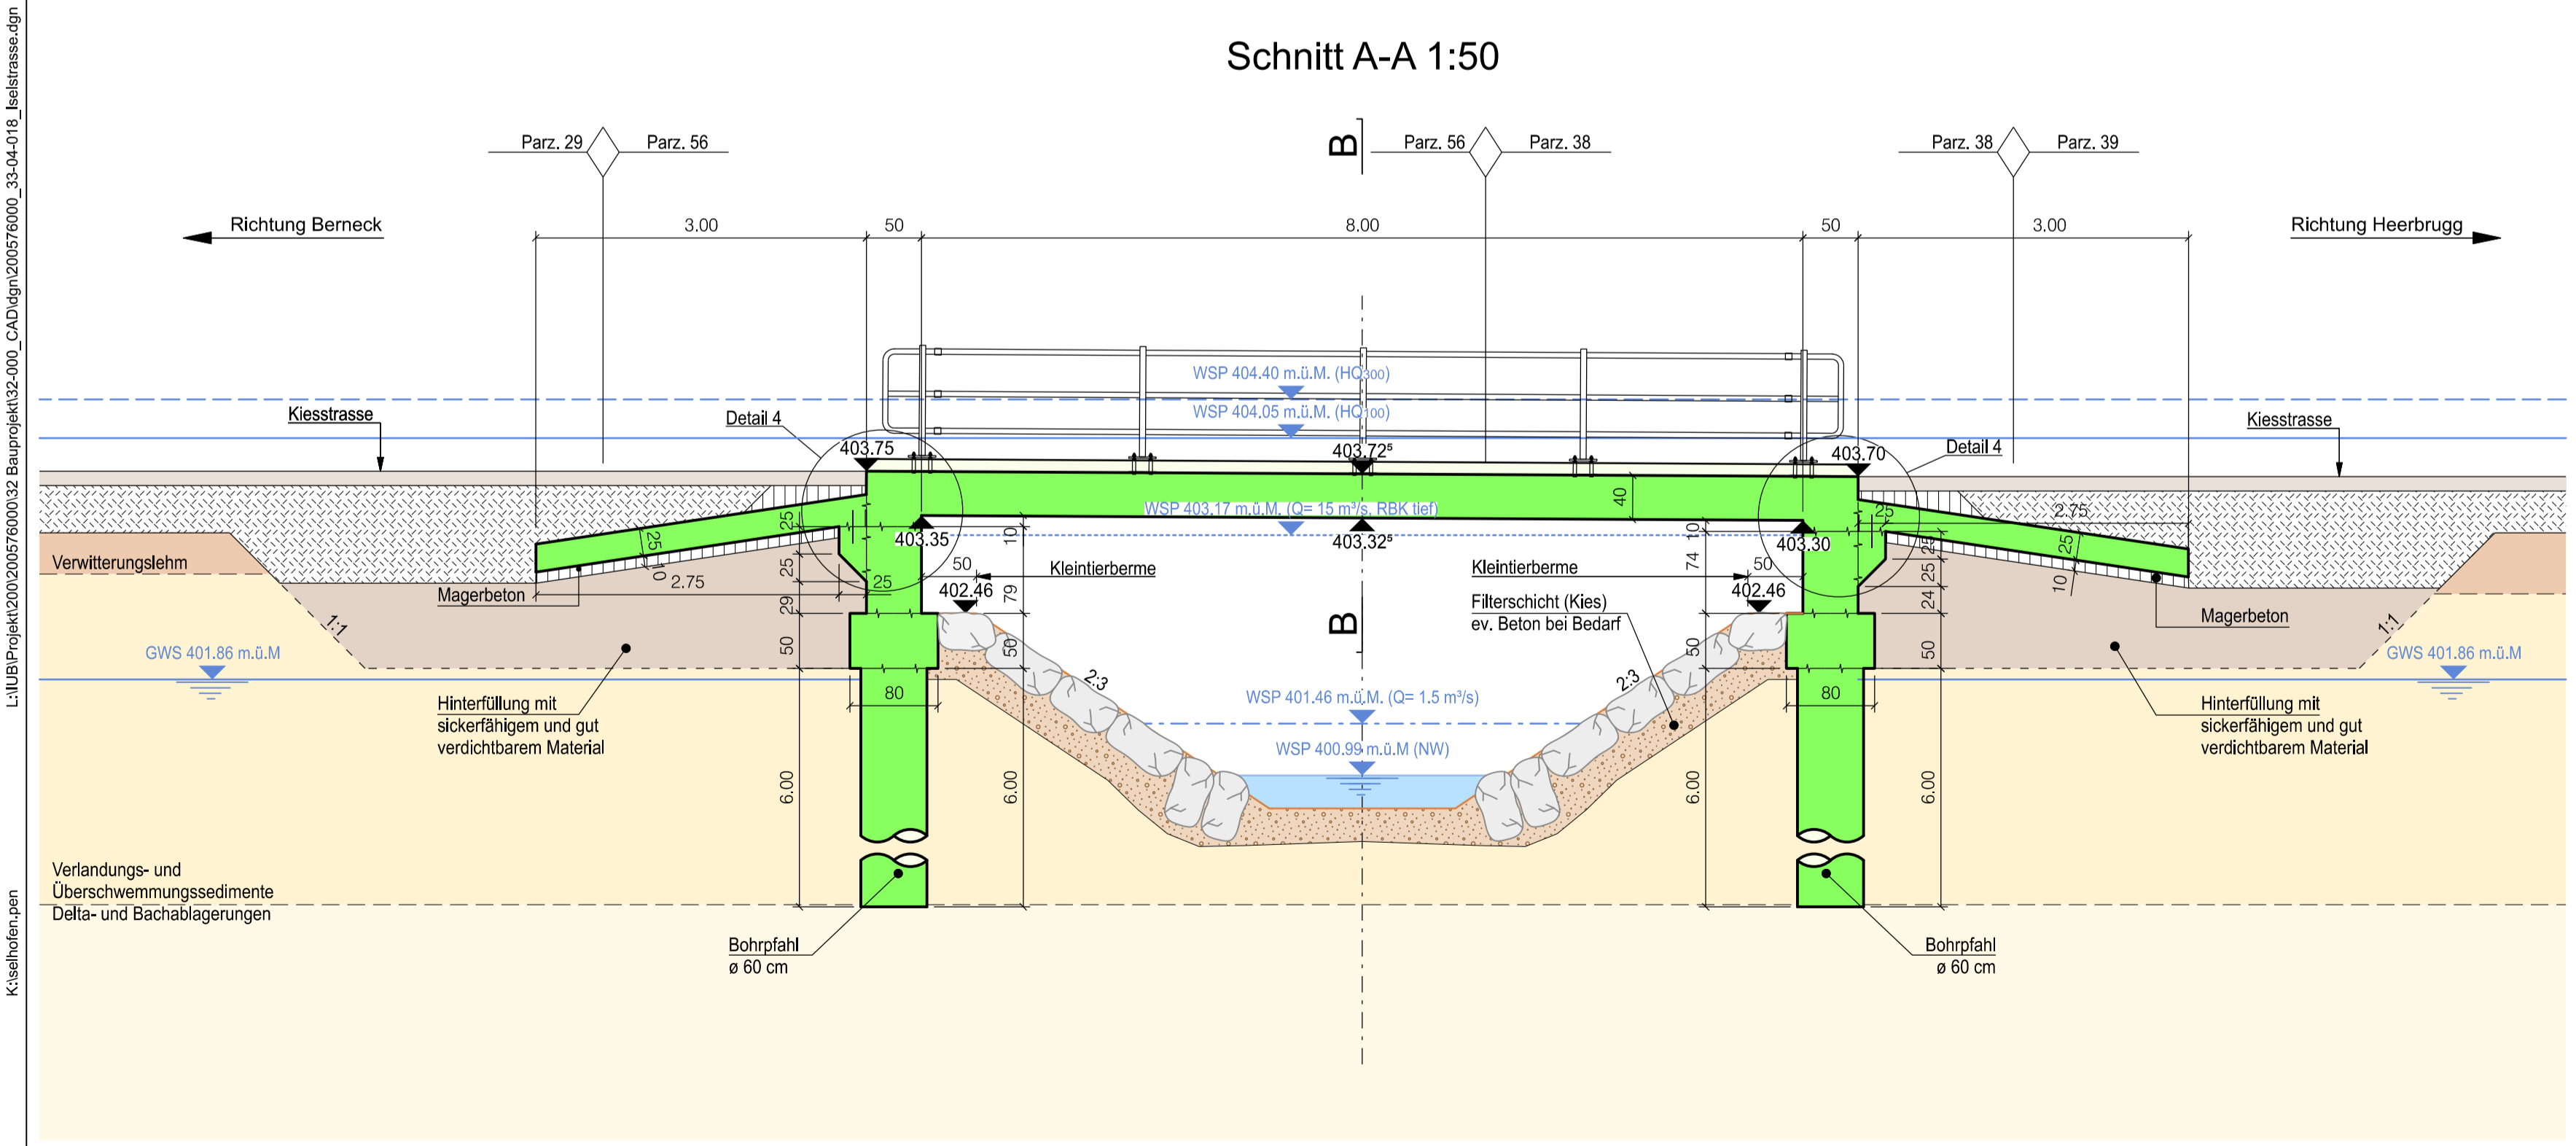 Schnitt A-A 1:50
L:\IUB\Projekt\200\200576000\32 Bauprojekt\32-000_CAD\dgn\200576000_33-04-018_Iselstrasse.dgn
K:\selhofen.pen
Parz. 29
Parz. 56
B
Parz. 56
Parz. 38
Parz. 38
Parz. 39
Richtung Berneck
Richtung Heerbrugg
3.00
50
8.00
50
3.00
WSP 404.40 m.ü.M. (HQ300)
WSP 404.05 m.ü.M. (HQ100)
Kiesstrasse
Detail 4
403.75
403.72⁵
403.70
Detail 4
Kiesstrasse
WSP 403.17 m.ü.M. (Q= 15 m³/s, RBK tief)
40
403.35
403.32⁵
403.30
25
25
10
2.75
25
25
29
50
10
79
50
50
402.46
Kleintierberme
Kleintierberme
50
402.46
10
74
50
25
2.75
25
10
25
25
24
50
Verwitterungslehm
Magerbeton
Magerbeton
Filterschicht (Kies)
ev. Beton bei Bedarf
B
1:1
1:1
2:3
2:3
GWS 401.86 m.ü.M
GWS 401.86 m.ü.M
80
80
WSP 401.46 m.ü.M. (Q= 1.5 m³/s)
WSP 400.99 m.ü.M (NW)
Hinterfüllung mit
sickerfähigem und gut
verdichtbarem Material
Hinterfüllung mit
sickerfähigem und gut
verdichtbarem Material
6.00
6.00
6.00
6.00
Verlandungs- und
Überschwemmungssedimente
Delta- und Bachablagerungen
Bohrpfahl
ø 60 cm
Bohrpfahl
ø 60 cm